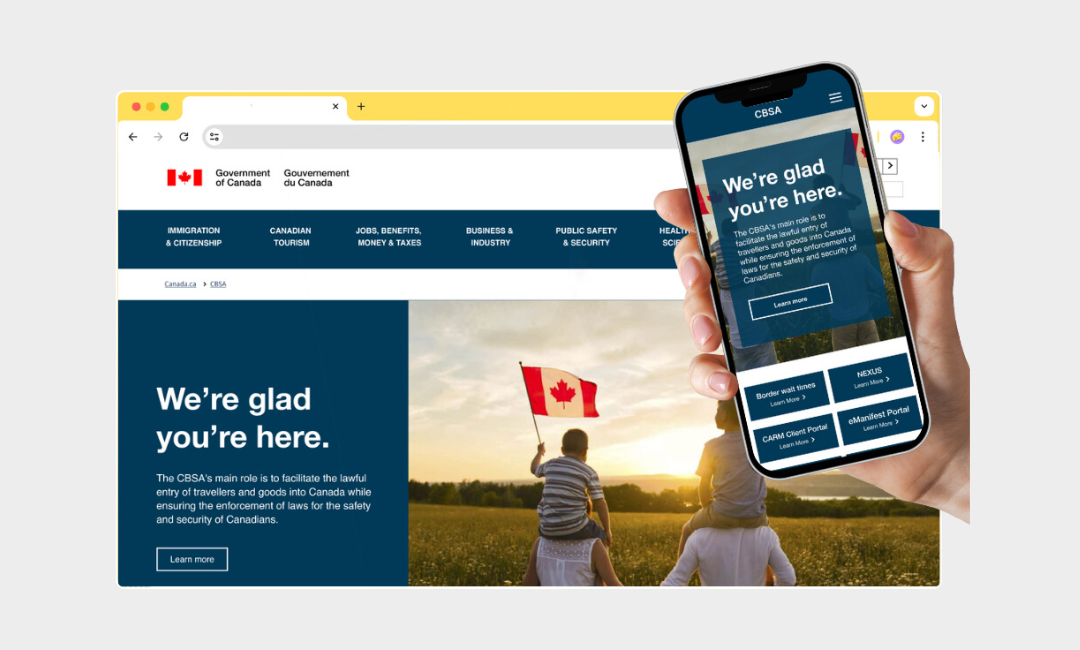 Government
of Canada
Gouvernement
du Canada
IMMIGRATION
& CITIZENSHIP
CANADIAN
TOURISM
JOBS, BENEFITS,
MONEY & TAXES
BUSINESS &
INDUSTRY
PUBLIC SAFETY
& SECURITY
Canada.ca > CBSA
We're glad
you're here.
The CBSA's main role is to facilitate the lawful
entry of travellers and goods into Canada while
ensuring the enforcement of laws for the safety
and security of Canadians.
Learn more
CBSA
We're glad
you're here.
The CBSA's main role is to
facilitate the lawful entry of
travellers and goods into Canada
while ensuring the enforcement of
laws for the safety and security of
Canadians.
Learn more
Border wait times
Learn More >
NEXUS
Learn More >
CARM Client Portal
Learn More >
eManifest Portal
Learn More >